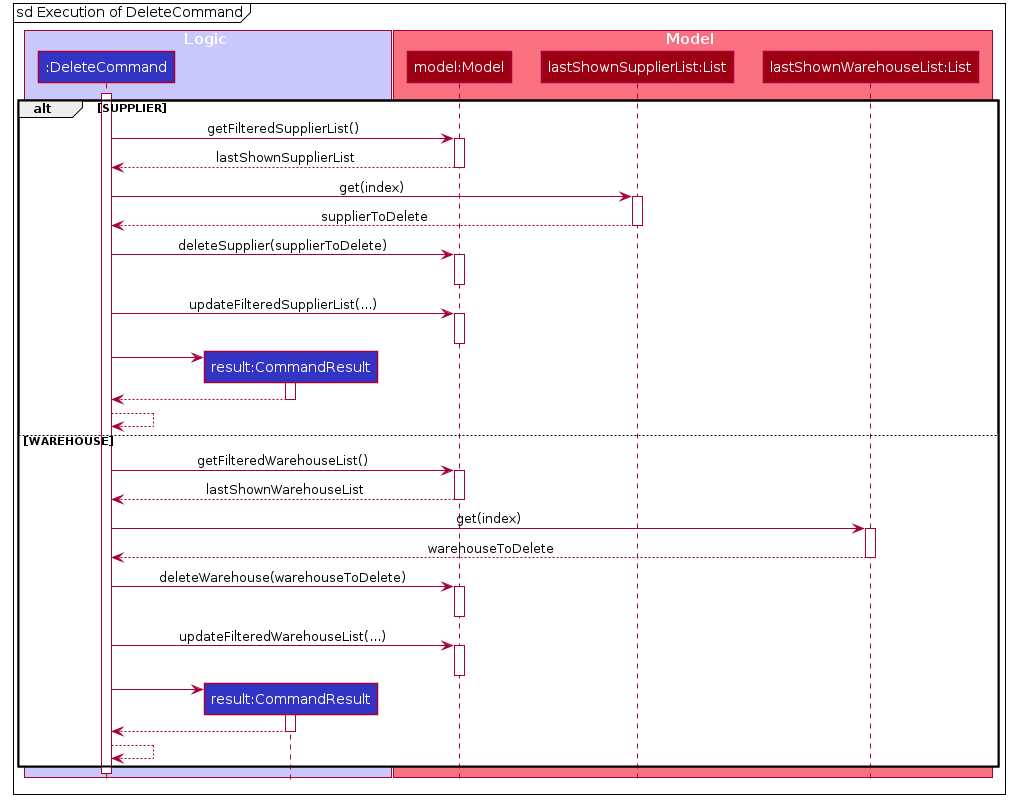 sd Execution of DeleteCommand
Logic
Model
:DeleteCommand
model:Model
lastShownSupplierList:List
lastShownWarehouseList:List
alt
[SUPPLIER]
getFilteredSupplierList()
lastShownSupplierList
get(index)
supplierToDelete
deleteSupplier(supplierToDelete)
updateFilteredSupplierList(...)
result:CommandResult
[WAREHOUSE]
getFilteredWarehouseList()
lastShownWarehouseList
get(index)
warehouseToDelete
deleteWarehouse(warehouseToDelete)
updateFilteredWarehouseList(...)
result:CommandResult